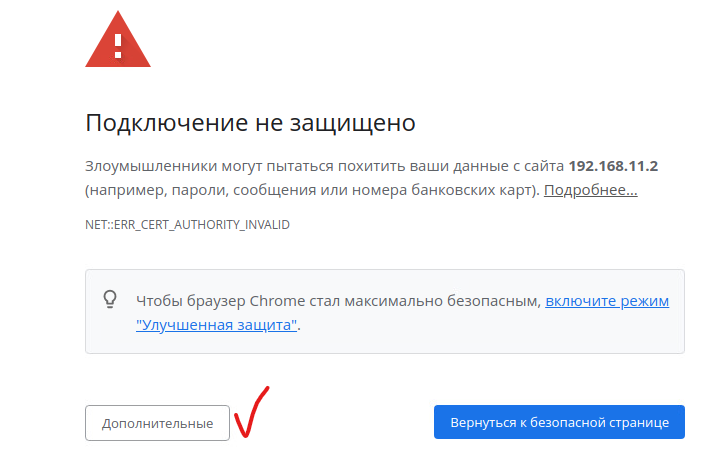 Подключение не защищено
Злоумышленники могут пытаться похитить ваши данные с сайта 192.168.11.2
(например, пароли, сообщения или номера банковских карт). Подробнее...
NET::ERR_CERT_AUTHORITY_INVALID
Чтобы браузер Chrome стал максимально безопасным, включите режим
"Улучшенная защита".
Дополнительные
Вернуться к безопасной странице